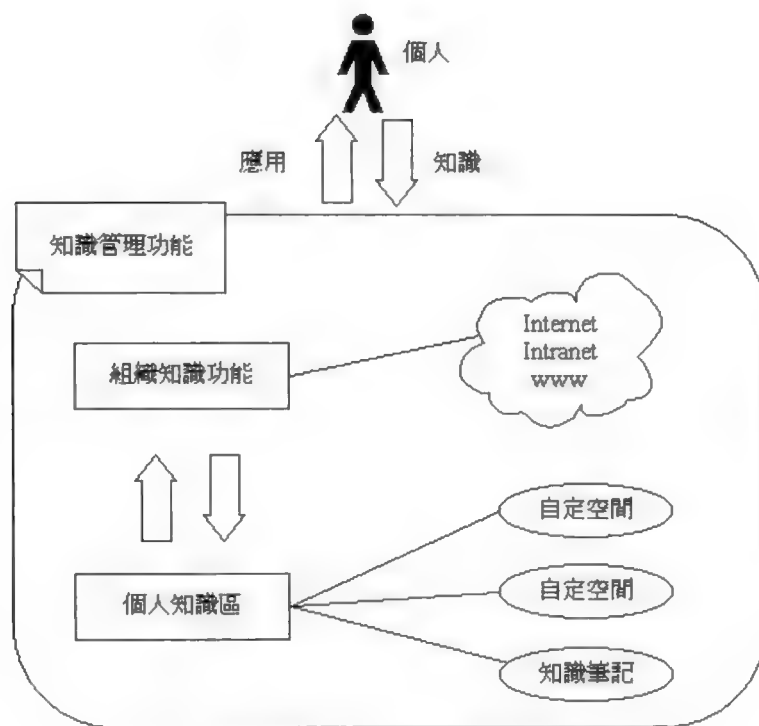 個人
應用
知識
知識管理功能
Internet
Intranet
www
組織知識功能
自定空間
自定空間
個人知識區
知識筆記